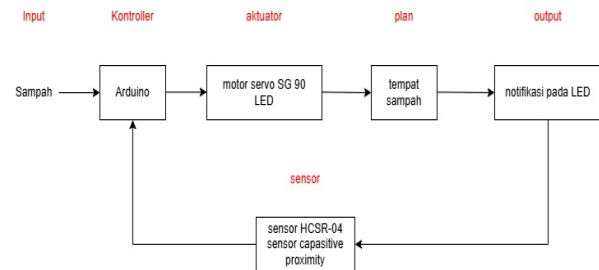 Input
Kontroller
aktuator
plan
output
Sampah
Arduino
motor servo SG 90
LED
tempat
sampah
notifikasi pada LED
sensor
sensor HCSR-04
sensor capasitive
proximity